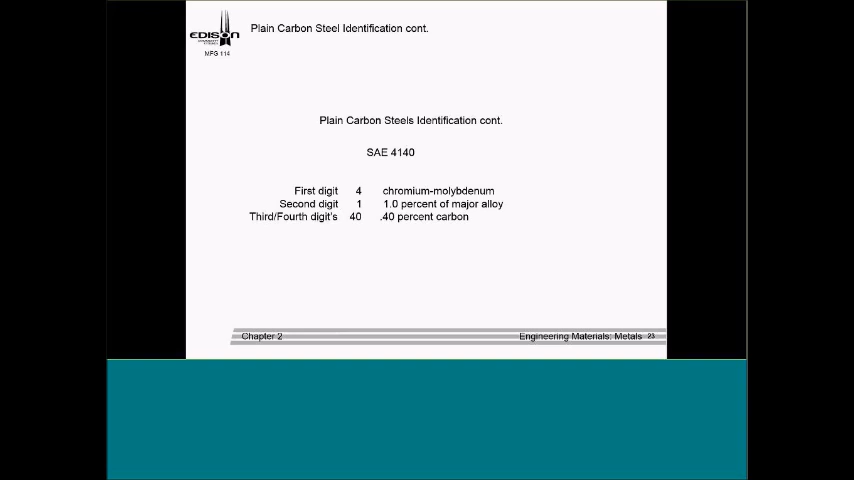 EDISON
Plain Carbon Steel Identification cont.
MFG 114
Plain Carbon Steels Identification cont.
SAE 4140
First digit 4 chromium-molybdenum
Second digit 1 1.0 percent of major alloy
Third/Fourth digit's 40 .40 percent carbon
Chapter 2 Engineering Materials: Metals 23